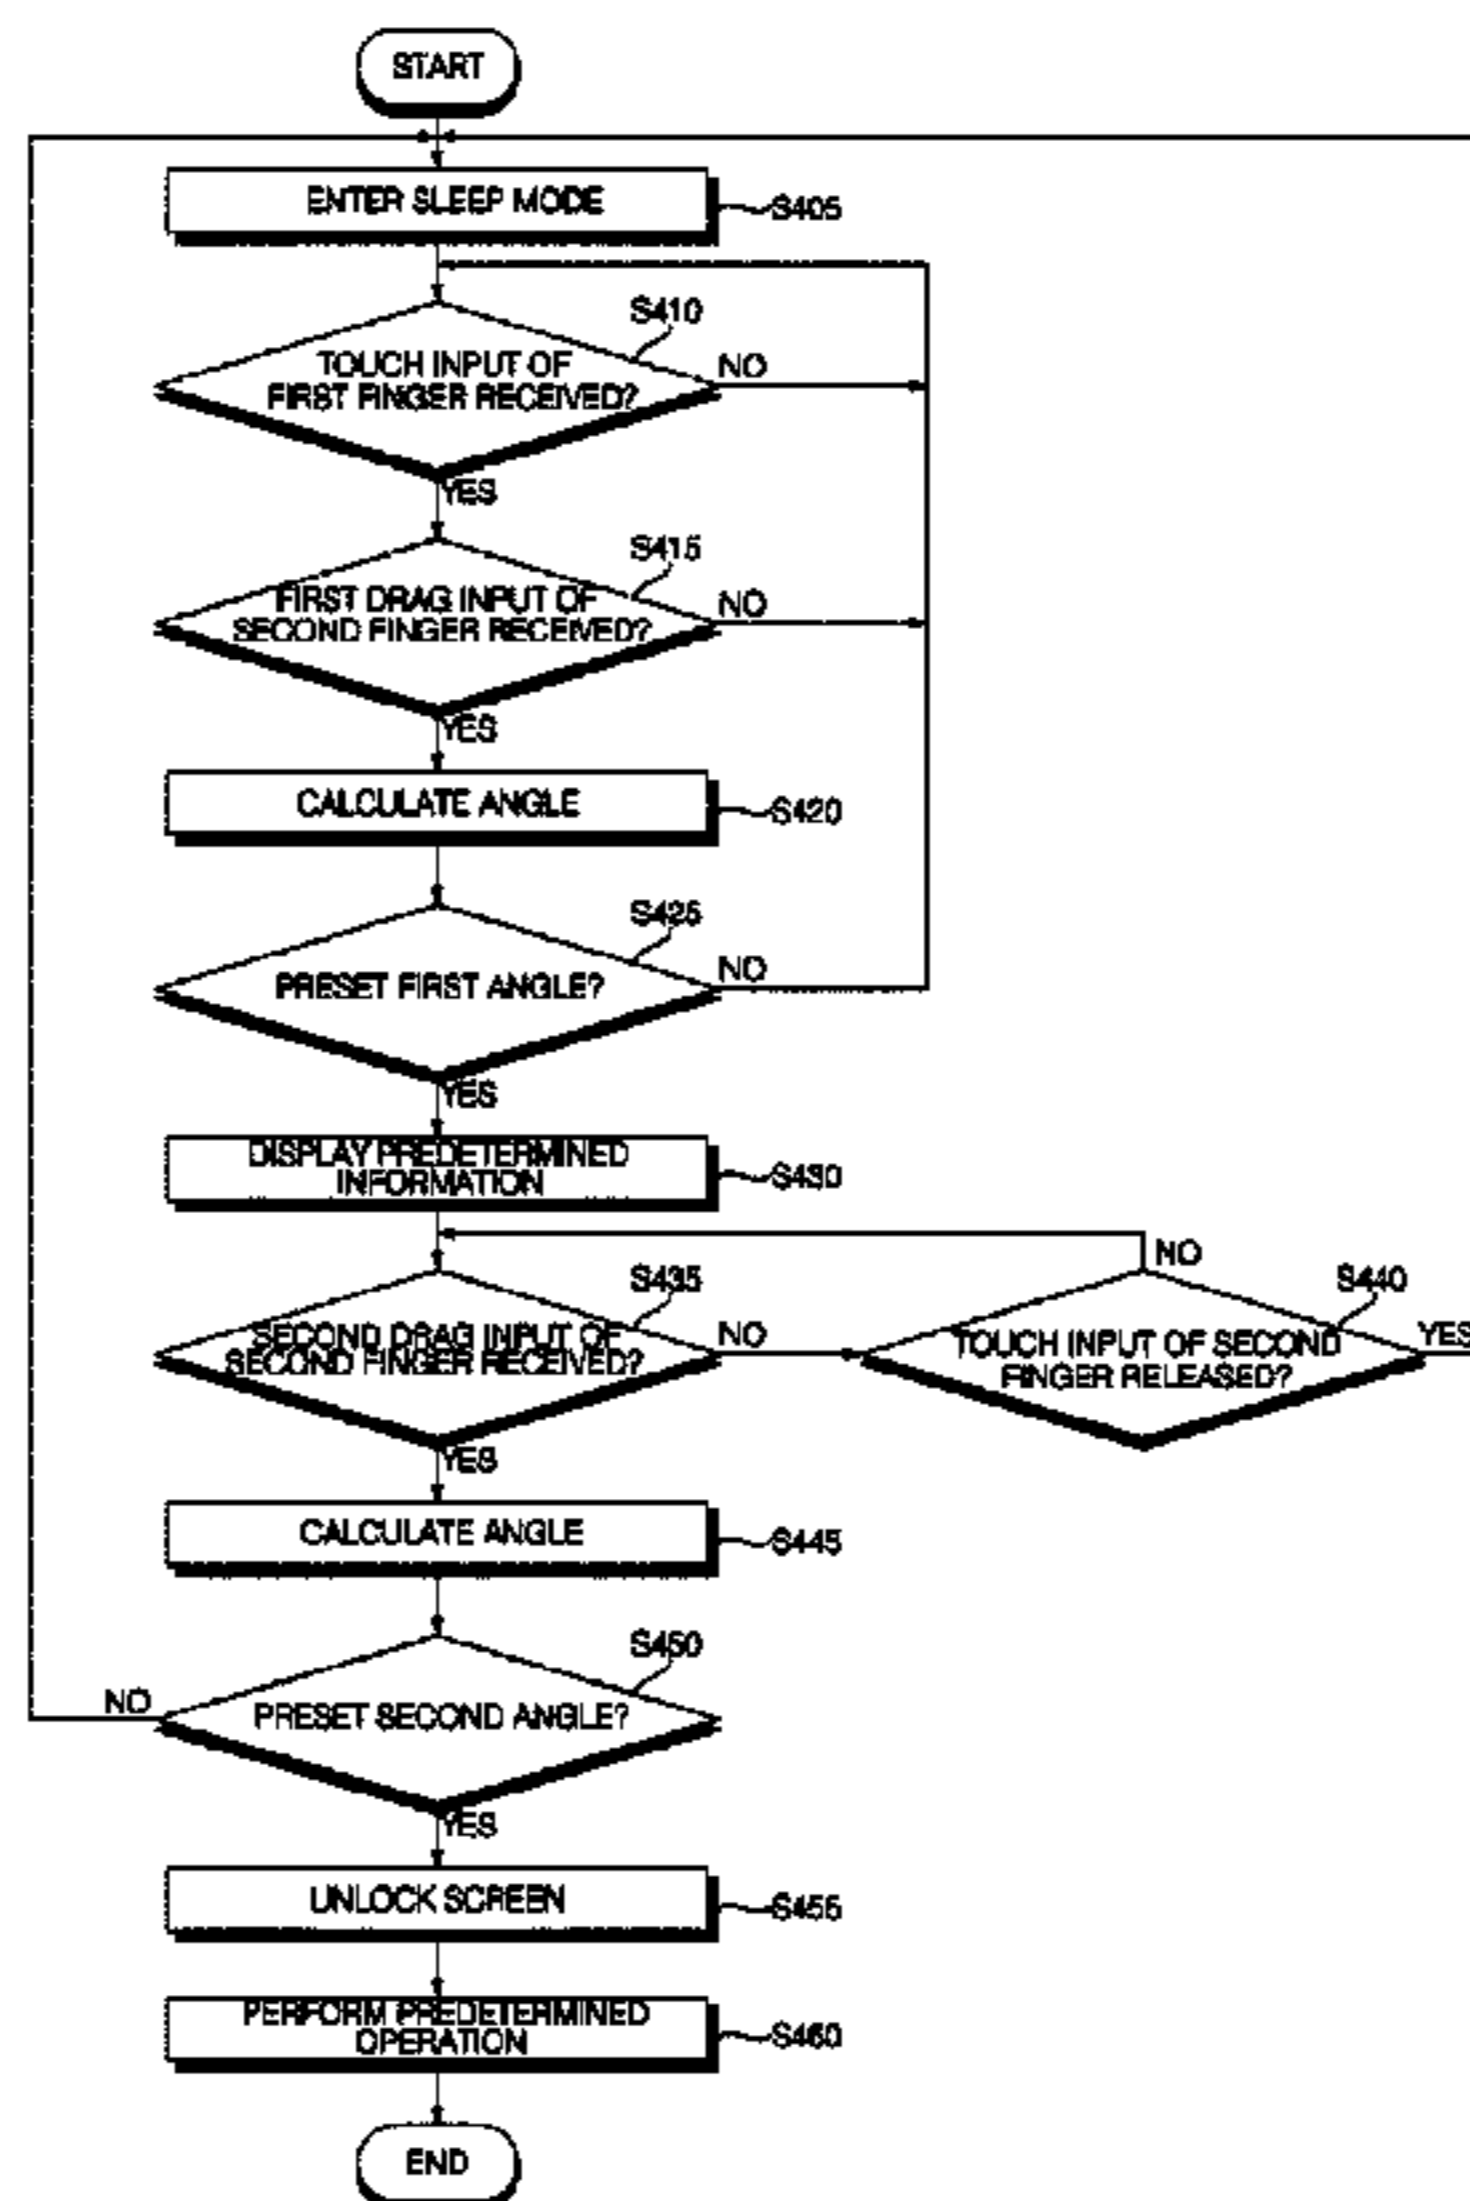 START
ENTER SLEEP MODE
S405
S410
TOUCH INPUT OF
FIRST FINGER RECEIVED?
NO
YES
S415
FIRST DRAG INPUT OF
SECOND FINGER RECEIVED?
NO
YES
CALCULATE ANGLE
S420
S425
PRESET FIRST ANGLE?
NO
YES
DISPLAY PREDETERMINED
INFORMATION
S430
S435
SECOND DRAG INPUT OF
SECOND FINGER RECEIVED?
NO
YES
NO
S440
TOUCH INPUT OF SECOND
FINGER RELEASED?
YES
CALCULATE ANGLE
S445
S450
PRESET SECOND ANGLE?
NO
YES
UNLOCK SCREEN
S455
PERFORM PREDETERMINED
OPERATION
S460
END